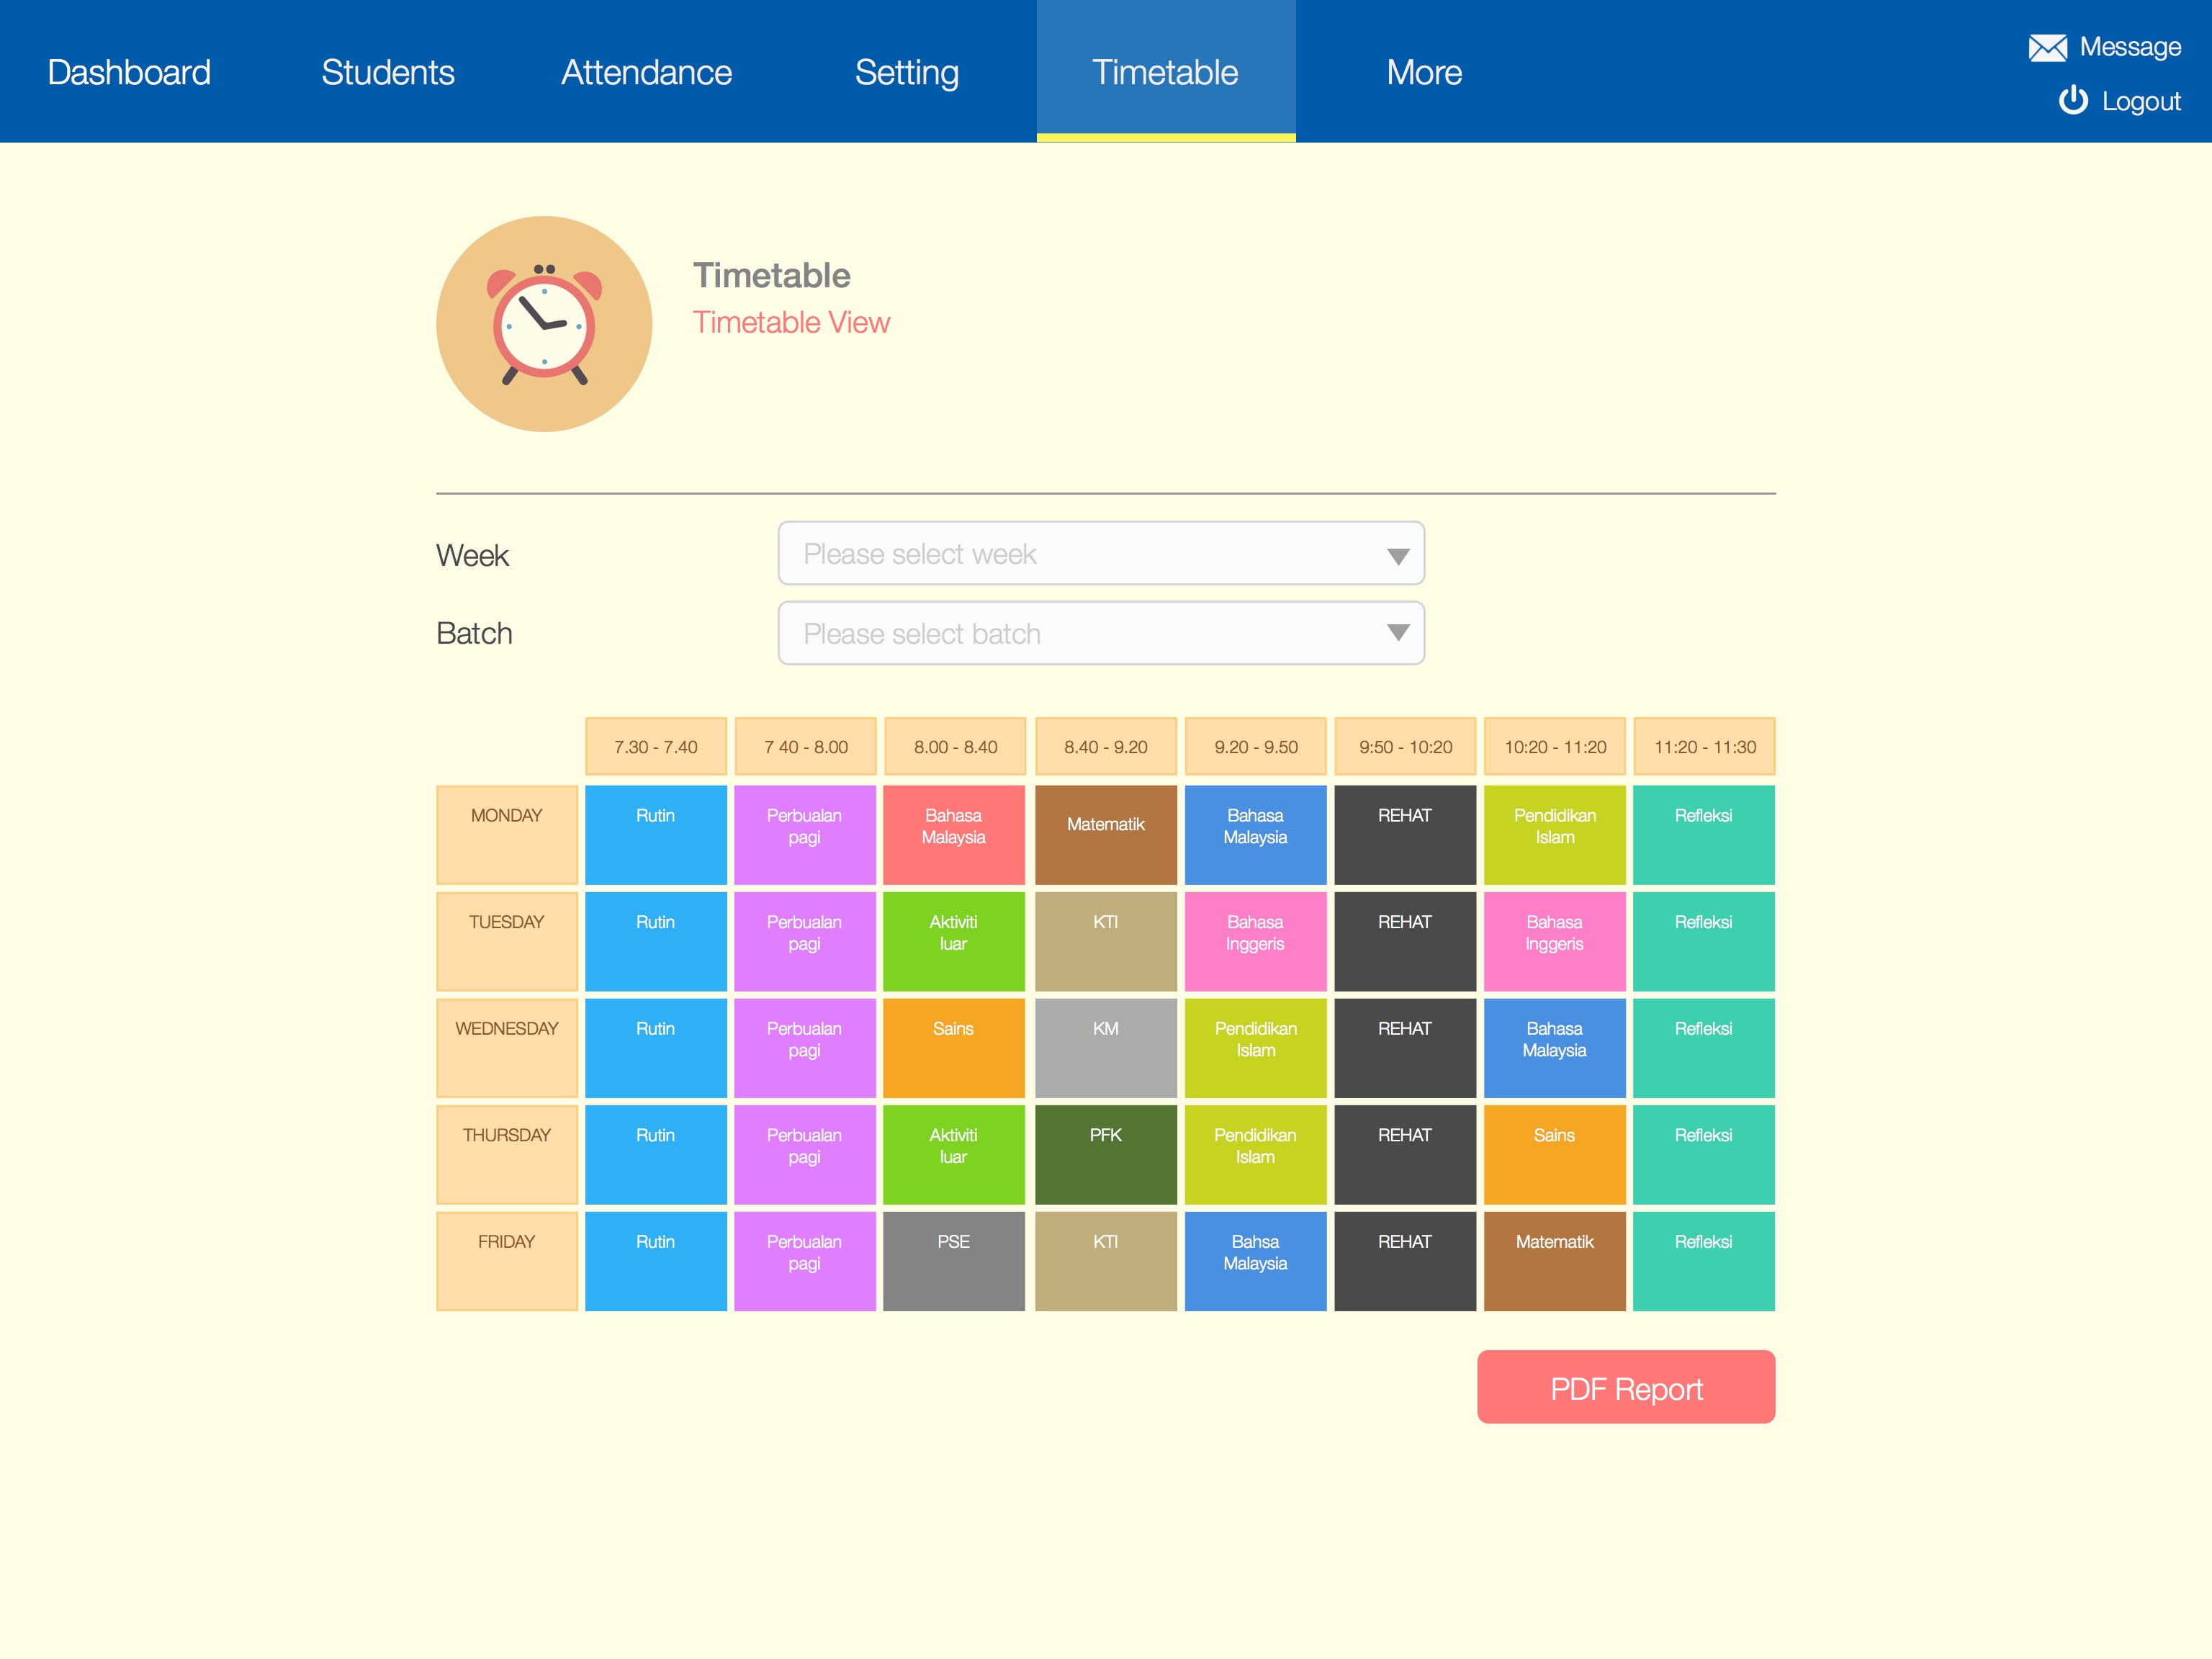 Dashboard Students Attendance Setting Timetable More
Message
Logout
Timetable
Timetable View
Week Please select week
Batch Please select batch
7.30 - 7.40 7 40 - 8.00 8.00 - 8.40 8.40 - 9.20 9.20 - 9.50 9:50 - 10:20 10:20 - 11:20 11:20 - 11:30
MONDAY Rutin Perbualan Bahasa Matematik Bahasa REHAT Pendidikan Refleksi
pagi Malaysia Malaysia Islam
TUESDAY Rutin Perbualan Aktiviti KTI Bahasa REHAT Bahasa Refleksi
pagi luar Inggeris Inggeris
WEDNESDAY Rutin Perbualan Sains KM Pendidikan REHAT Bahasa Refleksi
pagi Islam Malaysia
THURSDAY Rutin Perbualan Aktiviti PFK Pendidikan REHAT Sains Refleksi
pagi luar Islam
FRIDAY Rutin Perbualan PSE KTI Bahsa REHAT Matematik Refleksi
pagi Malaysia
PDF Report